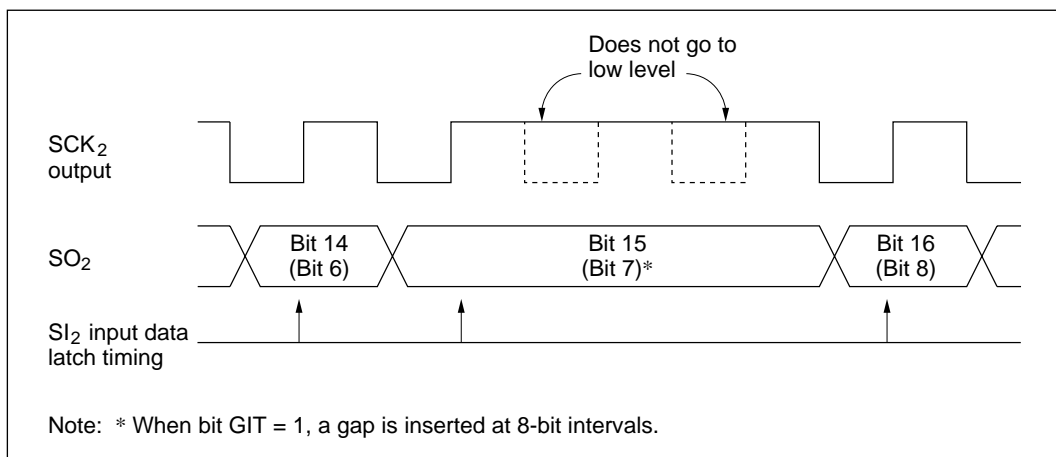 Does not go to
low level
SCK2
output
SO2
Bit 14
(Bit 6)
Bit 15
(Bit 7)*
Bit 16
(Bit 8)
SI2 input data
latch timing
Note: * When bit GIT = 1, a gap is inserted at 8-bit intervals.